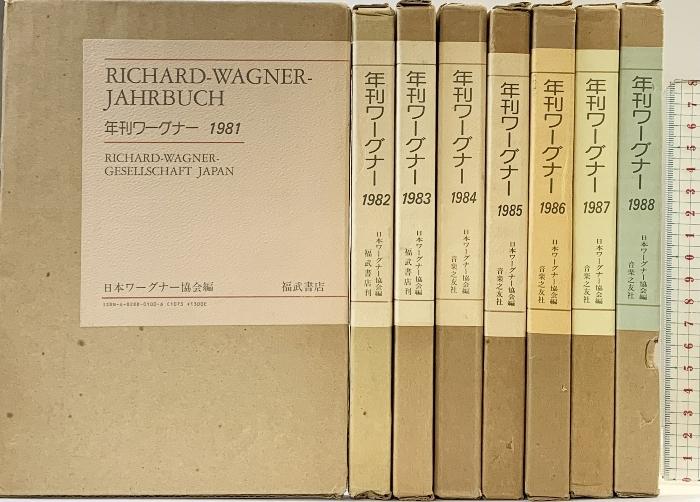 RICHARD-WAGNER-
JAHRBUCH
年刊ワーグナー 1981
RICHARD-WAGNER-
GESELLSCHAFT JAPAN
日本ワーグナー協会編 福武書店
年刊ワーグナー 1982
日本ワーグナー協会編
福武書店刊
年刊ワーグナー 1983
日本ワーグナー協会編
福武書店刊
年刊ワーグナー 1984
日本ワーグナー協会編
音楽之友社
年刊ワーグナー 1985
日本ワーグナー協会編
音楽之友社
年刊ワーグナー 1986
日本ワーグナー協会編
音楽之友社
年刊ワーグナー 1987
日本ワーグナー協会編
音楽之友社
年刊ワーグナー 1988
日本ワーグナー協会編
音楽之友社